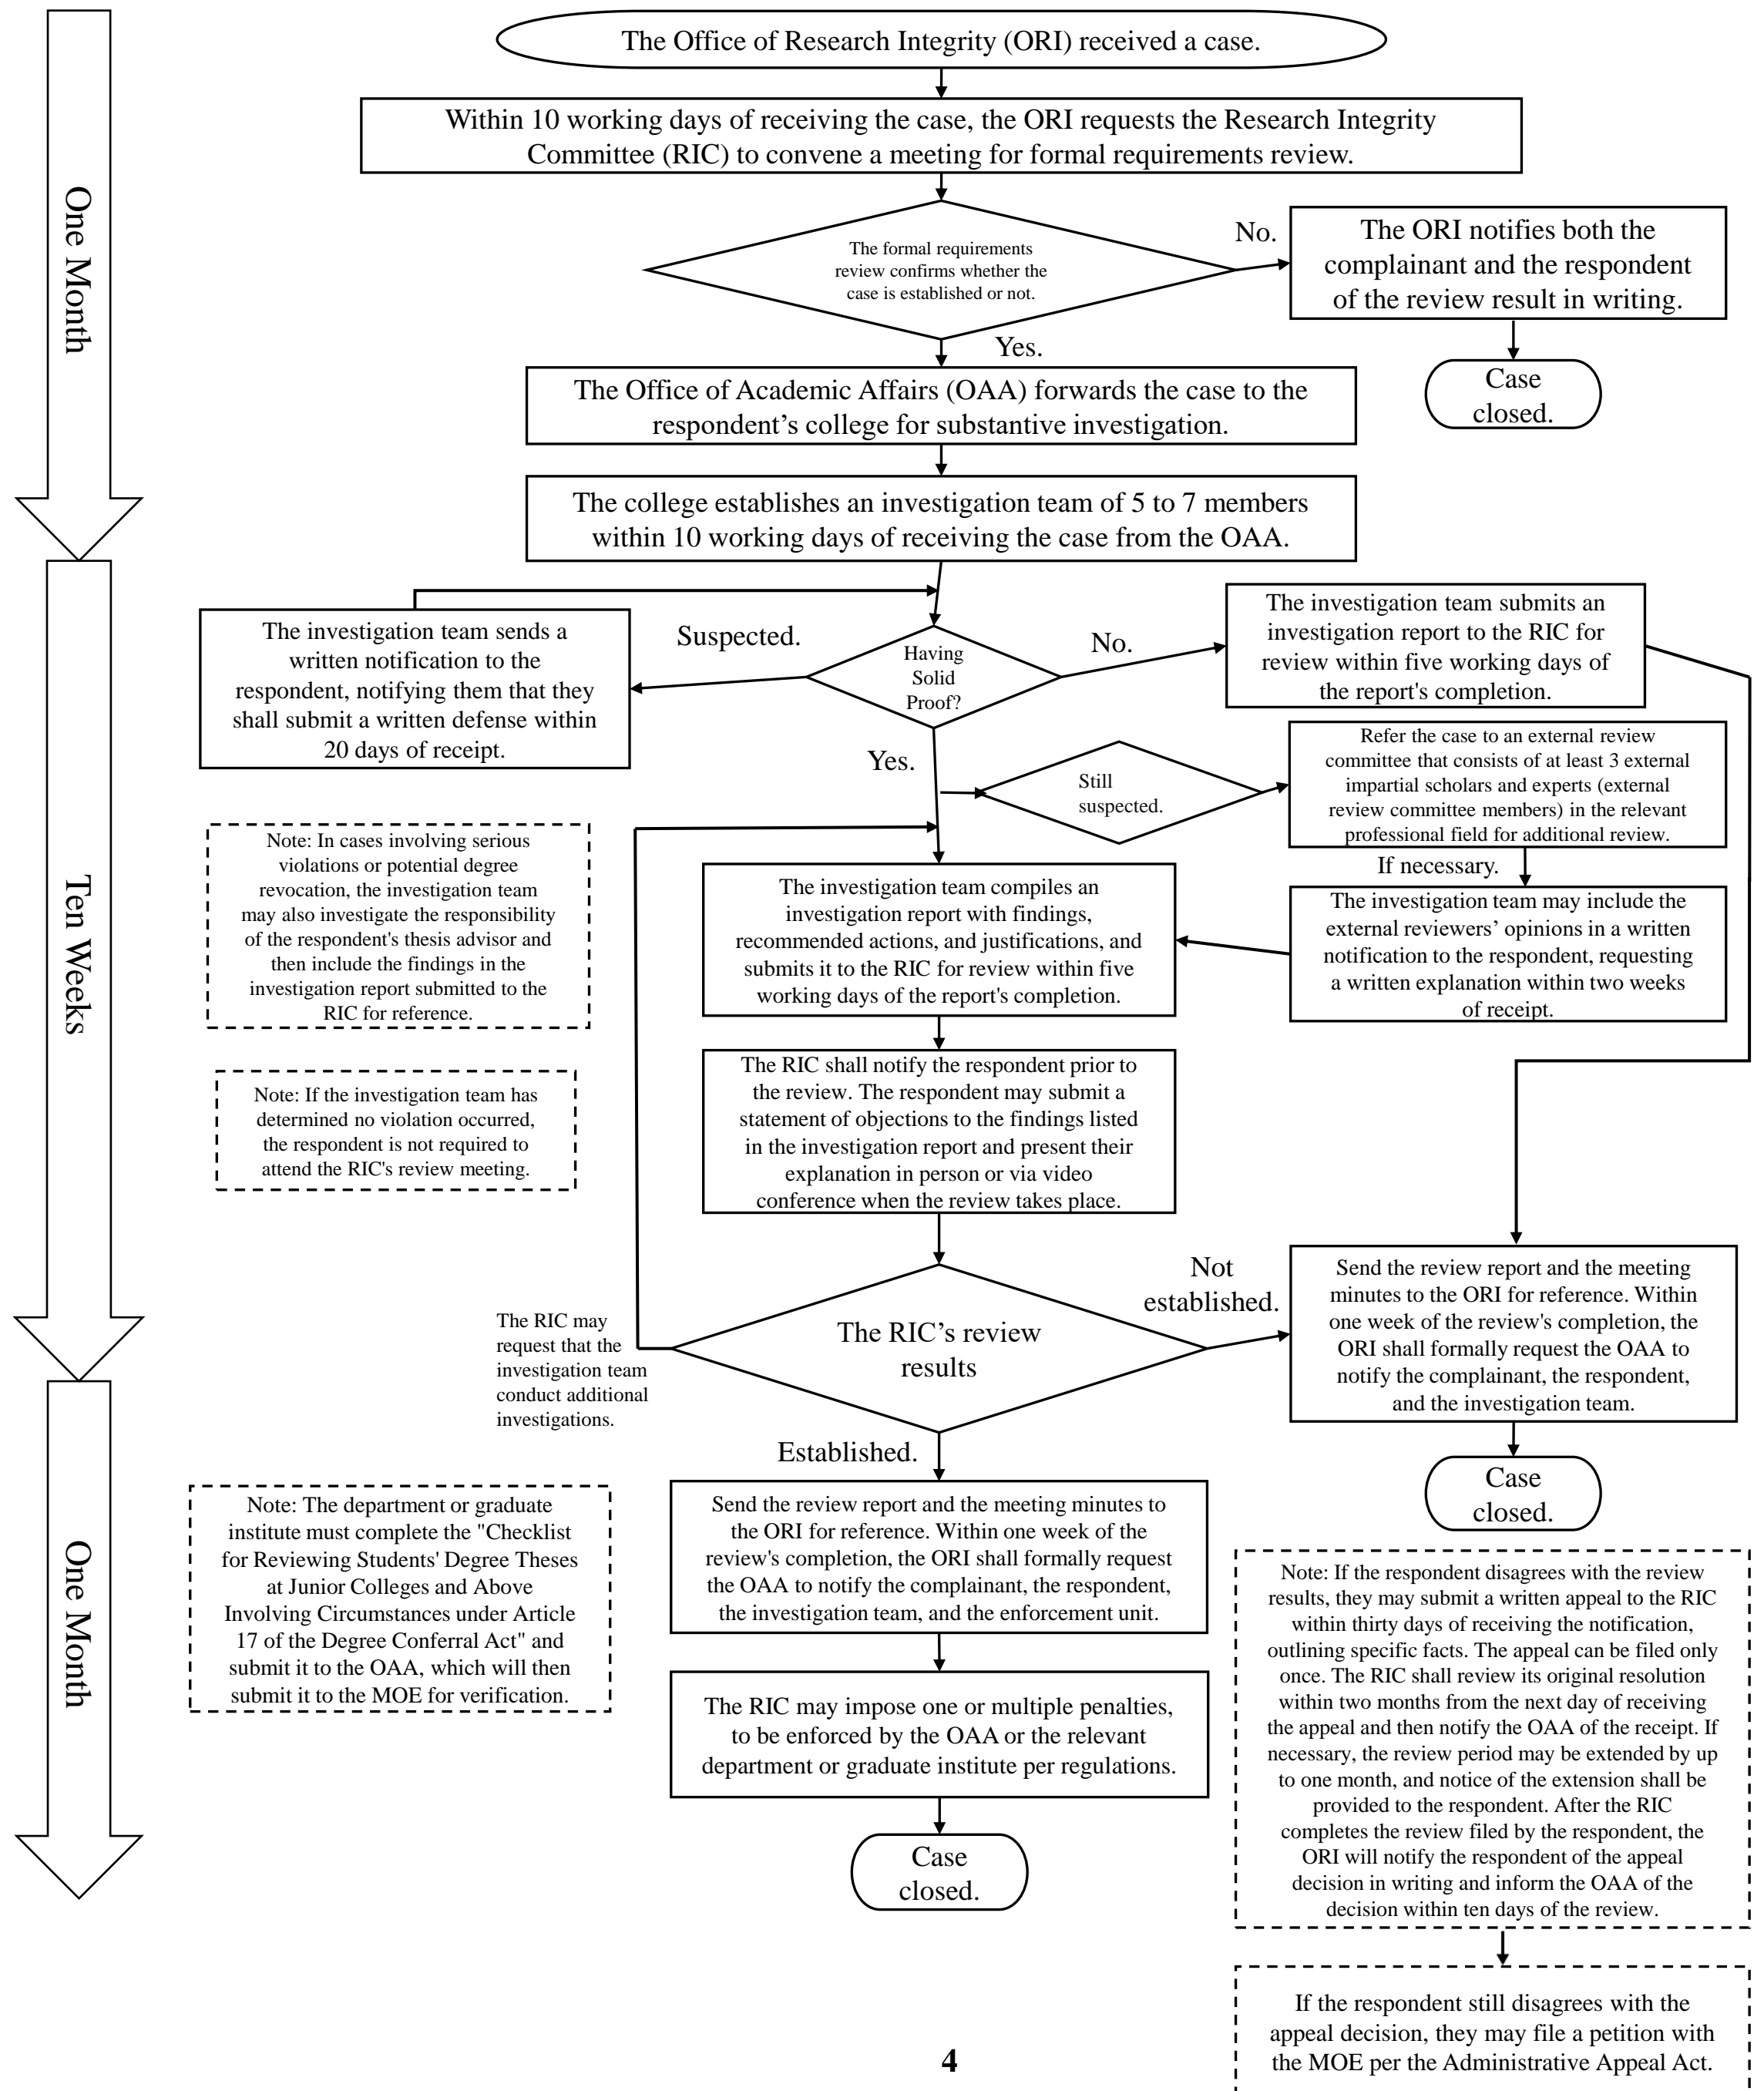 The Office of Research Integrity (ORI) received a case.
Within 10 working days of receiving the case, the ORI requests the Research Integrity
Committee (RIC) to convene a meeting for formal requirements review.
One Month
The formal requirements
review confirms whether the
case is established or not.
No.
The ORI notifies both the
complainant and the respondent
of the review result in writing.
Case
closed.
Yes.
The Office of Academic Affairs (OAA) forwards the case to the
respondent’s college for substantive investigation.
The college establishes an investigation team of 5 to 7 members
within 10 working days of receiving the case from the OAA.
Ten Weeks
Having
Solid
Proof?
Suspected.
The investigation team sends a
written notification to the
respondent, notifying them that they
shall submit a written defense within
20 days of receipt.
No.
The investigation team submits an
investigation report to the RIC for
review within five working days of
the report's completion.
Yes.
Still
suspected.
Refer the case to an external review
committee that consists of at least 3 external
impartial scholars and experts (external
review committee members) in the relevant
professional field for additional review.
If necessary.
The investigation team may include the
external reviewers’ opinions in a written
notification to the respondent, requesting
a written explanation within two weeks
of receipt.
Note: In cases involving serious
violations or potential degree
revocation, the investigation team
may also investigate the responsibility
of the respondent's thesis advisor and
then include the findings in the
investigation report submitted to the
RIC for reference.
The investigation team compiles an
investigation report with findings,
recommended actions, and justifications, and
submits it to the RIC for review within five
working days of the report's completion.
Note: If the investigation team has
determined no violation occurred,
the respondent is not required to
attend the RIC's review meeting.
The RIC shall notify the respondent prior to
the review. The respondent may submit a
statement of objections to the findings listed
in the investigation report and present their
explanation in person or via video
conference when the review takes place.
The RIC’s review
results
The RIC may
request that the
investigation team
conduct additional
investigations.
Not
established.
Send the review report and the meeting
minutes to the ORI for reference. Within
one week of the review's completion, the
ORI shall formally request the OAA to
notify the complainant, the respondent,
and the investigation team.
Case
closed.
One Month
Established.
Send the review report and the meeting minutes to
the ORI for reference. Within one week of the
review's completion, the ORI shall formally request
the OAA to notify the complainant, the respondent,
the investigation team, and the enforcement unit.
Note: The department or graduate
institute must complete the "Checklist
for Reviewing Students' Degree Theses
at Junior Colleges and Above
Involving Circumstances under Article
17 of the Degree Conferral Act" and
submit it to the OAA, which will then
submit it to the MOE for verification.
The RIC may impose one or multiple penalties,
to be enforced by the OAA or the relevant
department or graduate institute per regulations.
Case
closed.
Note: If the respondent disagrees with the review
results, they may submit a written appeal to the RIC
within thirty days of receiving the notification,
outlining specific facts. The appeal can be filed only
once. The RIC shall review its original resolution
within two months from the next day of receiving
the appeal and then notify the OAA of the receipt. If
necessary, the review period may be extended by up
to one month, and notice of the extension shall be
provided to the respondent. After the RIC
completes the review filed by the respondent, the
ORI will notify the respondent of the appeal
decision in writing and inform the OAA of the
decision within ten days of the review.
If the respondent still disagrees with the
appeal decision, they may file a petition with
the MOE per the Administrative Appeal Act.
4